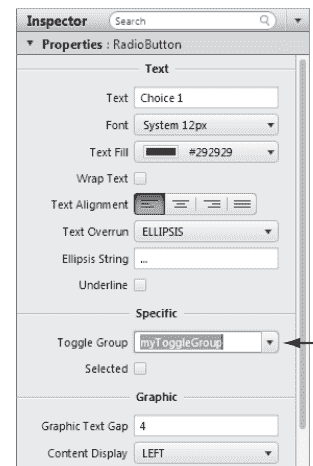 Inspector Search
Properties : RadioButton
Text
Text Choice 1
Font System 12px
Text Fill #292929
Wrap Text
Text Alignment
Text Overrun ELLIPSIS
Ellipsis String ...
Underline
Specific
Toggle Group myToggleGroup
Selected
Graphic
Graphic Text Gap 4
Content Display LEFT